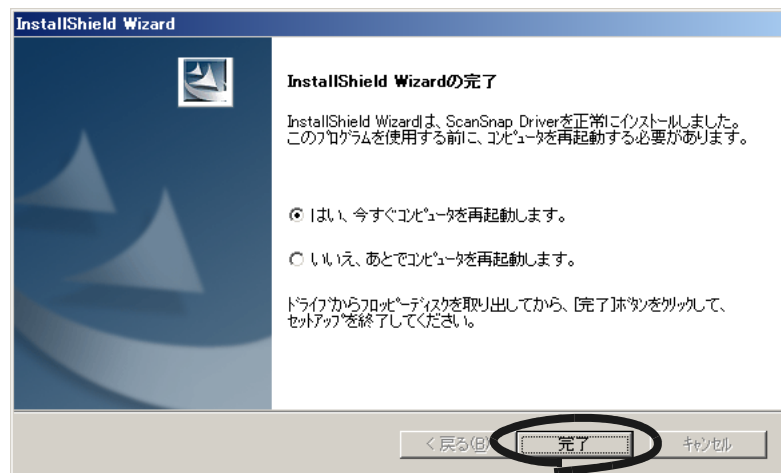 InstallShield Wizard
InstallShield Wizardの完了
InstallShield Wizardは、ScanSnap Driverを正常にインストールしました。
このプログラムを使用する前に、コンピュータを再起動する必要があります。
はい、今すぐコンピュータを再起動します。
いいえ、あとでコンピュータを再起動します。
ドライブからフロッピーディスクを取り出してから、[完了]ボタンをクリックして、
セットアップを終了してください。
< 戻る(B) 完了 キャンセル